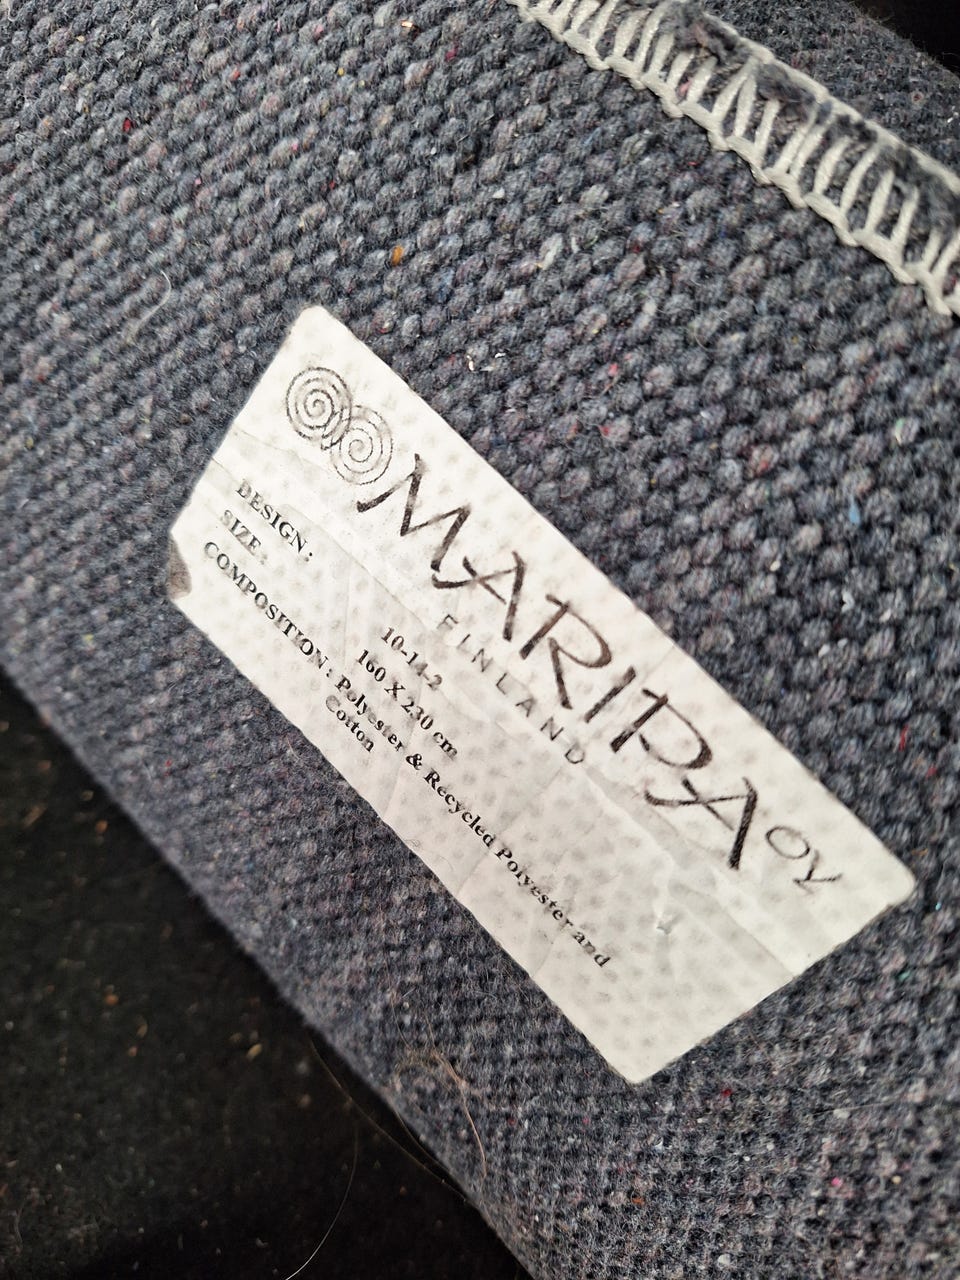 MARIPA OY
FINLAND
DESIGN: 10-14-2
SIZE: 160 X 230 cm
COMPOSITION: Polyester & Recycled Polyester and
Cotton